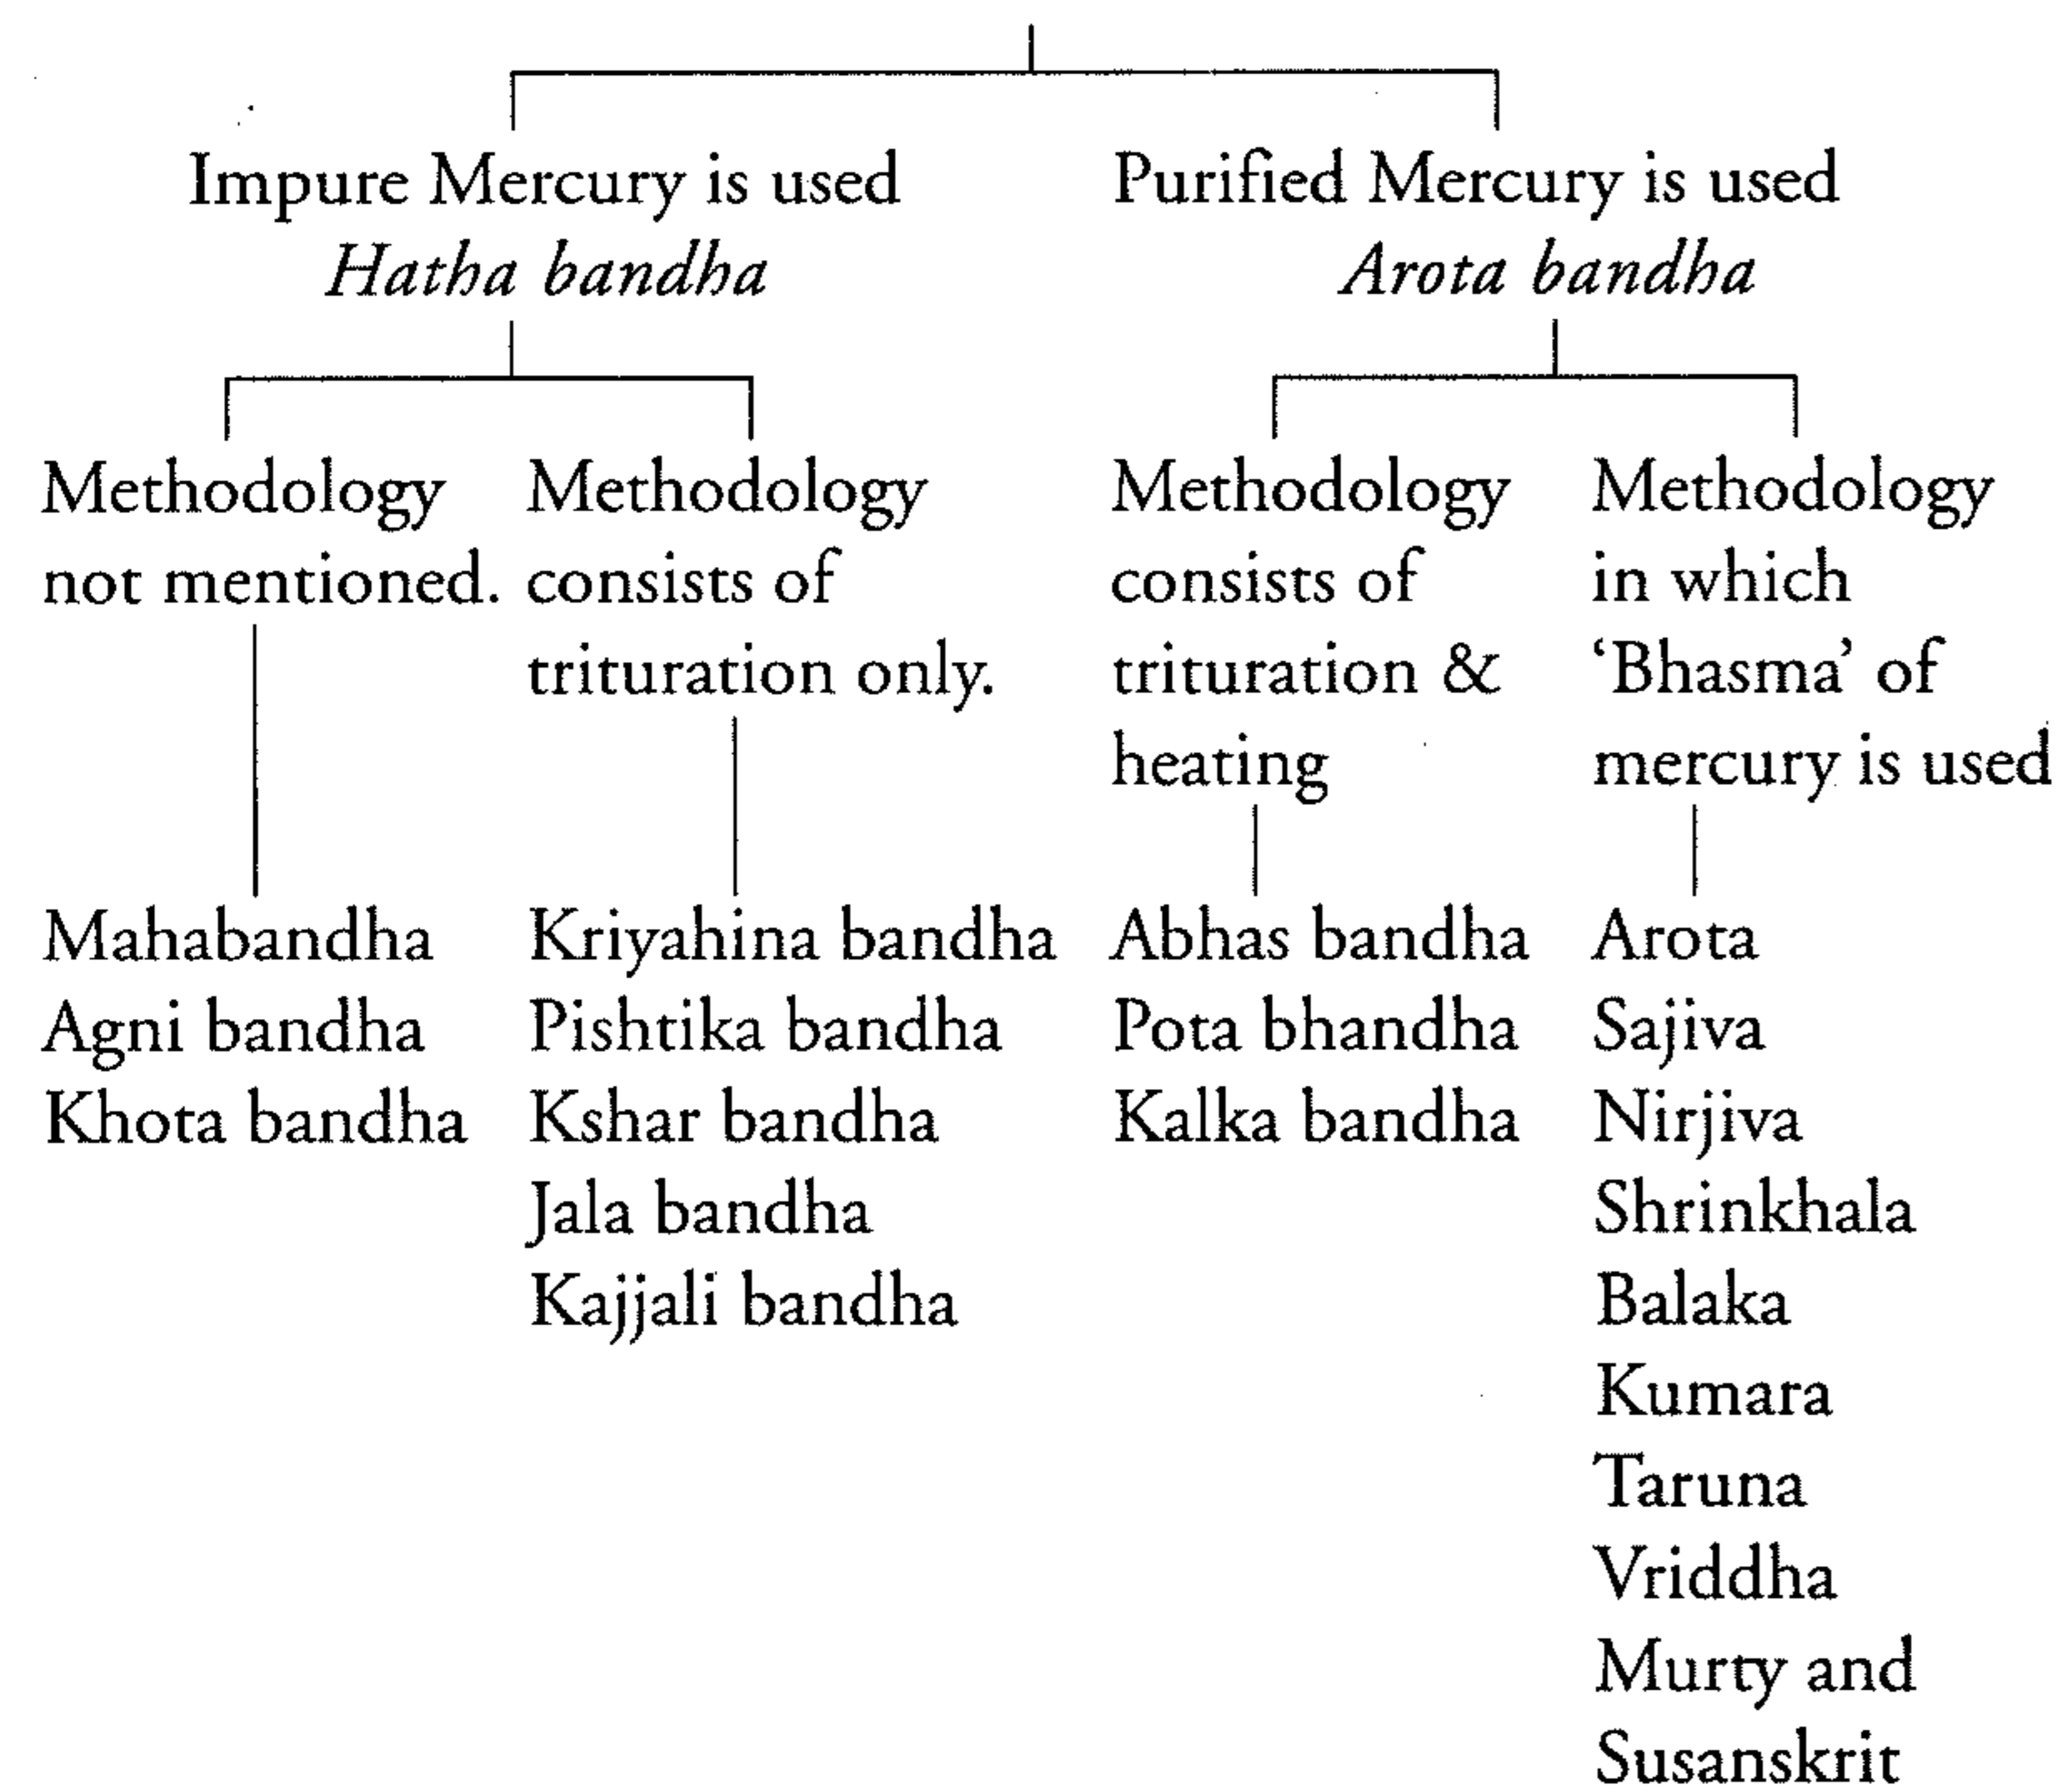 Impure Mercury is used
Hatha bandha
Purified Mercury is used
Arota bandha
Methodology
not mentioned.
Methodology
consists of
trituration only.
Methodology
consists of
trituration &
heating
Methodology
in which
‘Bhasma’ of
mercury is used
Mahabandha
Agni bandha
Khota bandha
Kriyahina bandha
Pishtika bandha
Kshar bandha
Jala bandha
Kajjali bandha
Abhas bandha
Pota bhandha
Kalka bandha
Arota
Sajiva
Nirjiva
Shrinkhala
Balaka
Kumara
Taruna
Vriddha
Murty and
Susanskrit